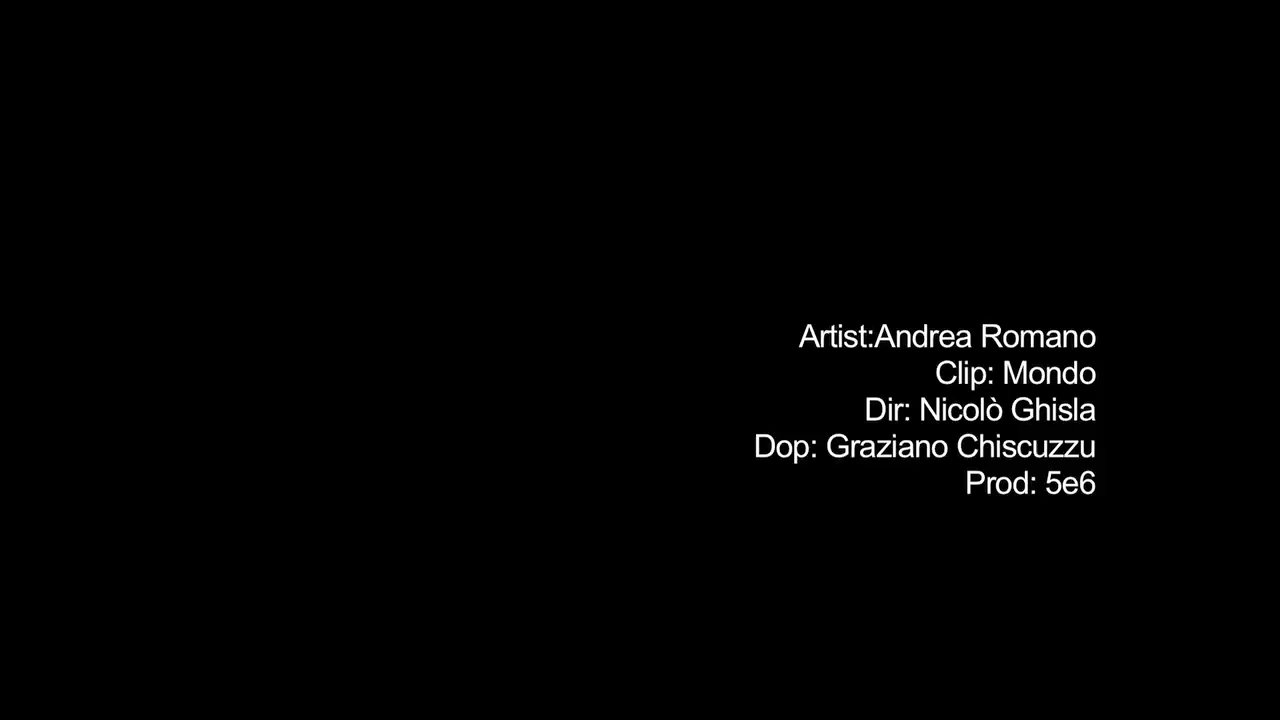 Artist:Andrea Romano
Clip: Mondo
Dir: Nicolò Ghisla
Dop: Graziano Chiscuzzu
Prod: 5e6